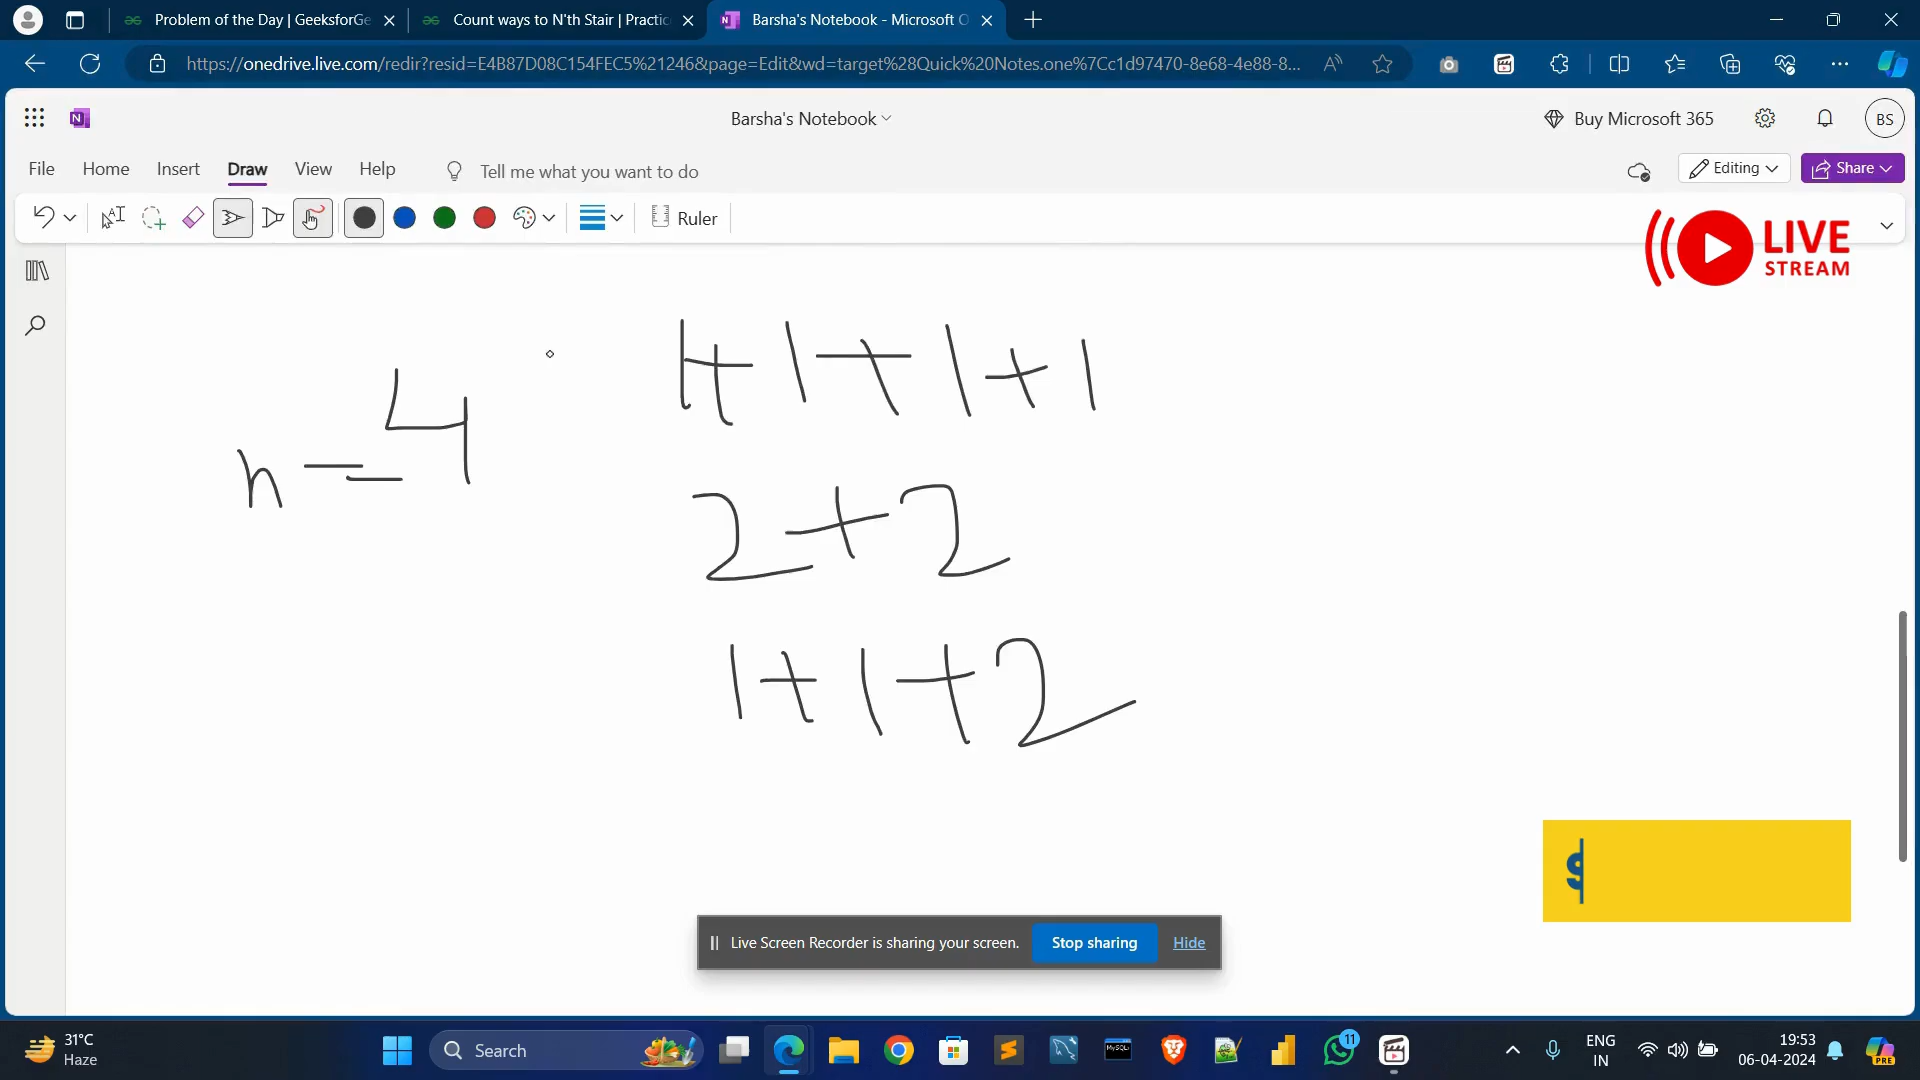 Problem of the Day | GeeksforGe
Count ways to N'th Stair | Practic
Barsha's Notebook - Microsoft O
https://onedrive.live.com/redir?resid=E4B87D08C154FEC5%21246&page=Edit&wd=target%28Quick%20Notes.one%7Cc1d97470-8e68-4e88-8...
N
Barsha's Notebook
Buy Microsoft 365
BS
File Home Insert Draw View Help Tell me what you want to do
Editing
Share
Ruler
LIVE
STREAM
1+1+1+1
n=4
2+2
1+1+2
$
Live Screen Recorder is sharing your screen. Stop sharing Hide
31°C
Haze
Search
MySQL
11
ENG
IN
19:53
06-04-2024
PRE